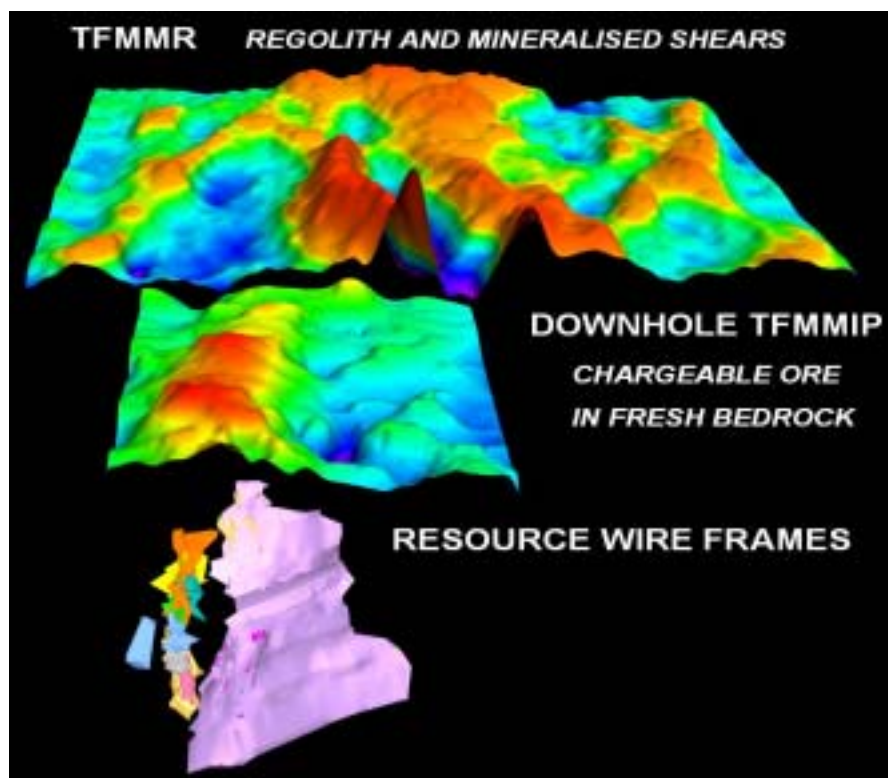 TFMMR REGOLITH AND MINERALISED SHEARS
DOWNHOLE TFMMIP
CHARGEABLE ORE
IN FRESH BEDROCK
RESOURCE WIRE FRAMES